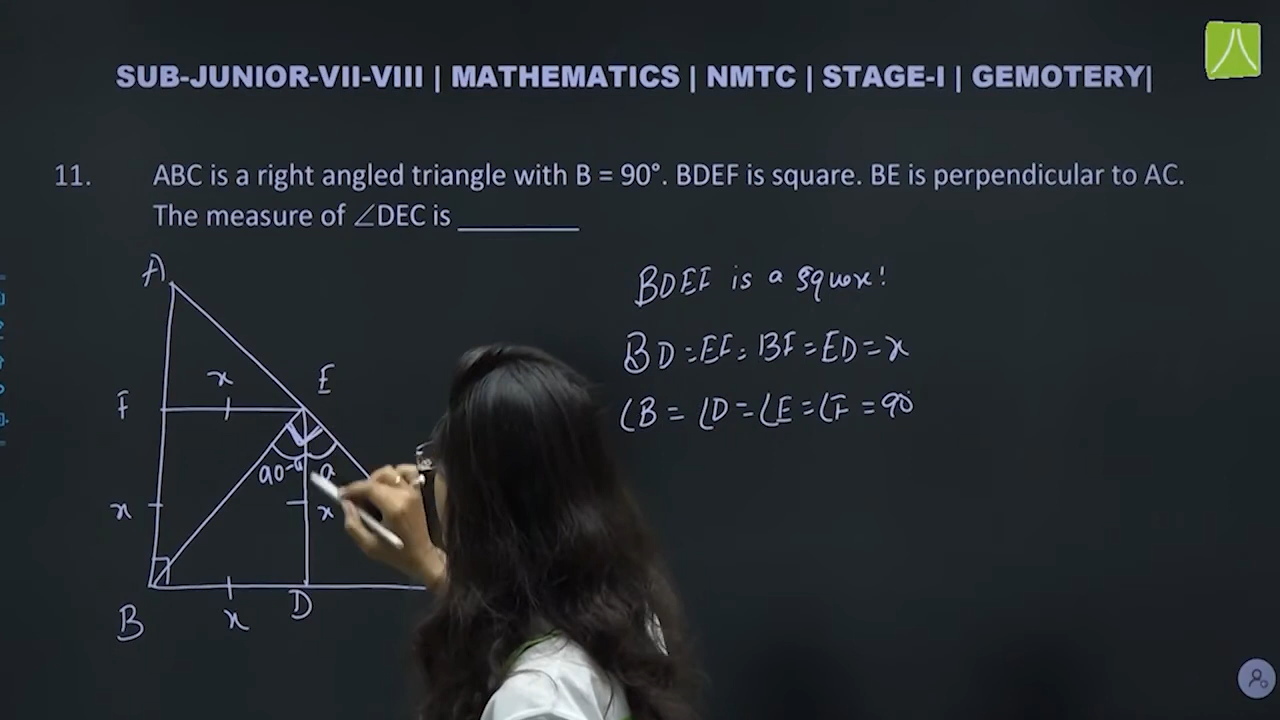 SUB-JUNIOR-VII-VIII | MATHEMATICS | NMTC | STAGE-I | GEMOTERY|
11. ABC is a right angled triangle with B = 90°. BDEF is square. BE is perpendicular to AC.
The measure of ∠DEC is ________
A
BDEF is a square!
BD = EF = BF = ED = x
∠B = ∠D = ∠E = ∠F = 90°
x E
F
90-a a
x x
B x D